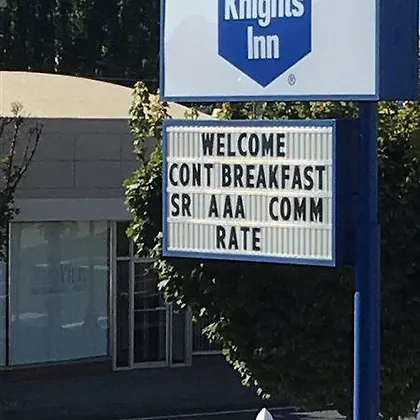 Knights
Inn
®
WELCOME
CONT BREAKFAST
SR AAA COMM
RATE